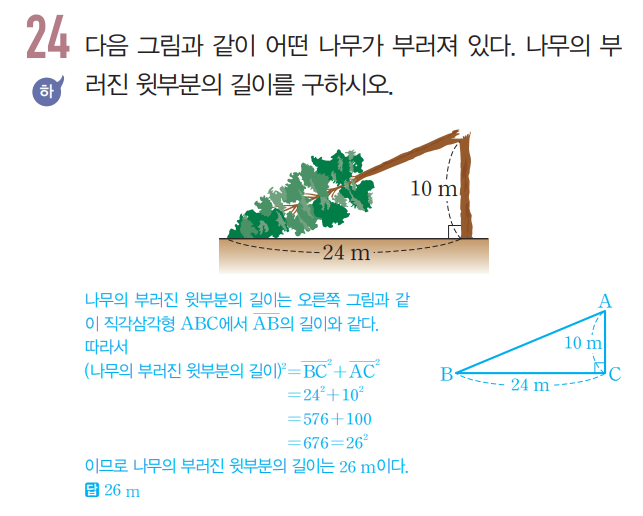 24
하
다음 그림과 같이 어떤 나무가 부러져 있다. 나무의 부
러진 윗부분의 길이를 구하시오.
10 m
24 m
나무의 부러진 윗부분의 길이는 오른쪽 그림과 같
이 직각삼각형 ABC에서 A̅B̅의 길이와 같다.
따라서
(나무의 부러진 윗부분의 길이)²=B̅C̅²+A̅C̅²
=24²+10²
=576+100
=676=26²
이므로 나무의 부러진 윗부분의 길이는 26 m이다.
답 26 m
A
10 m
B
24 m
C